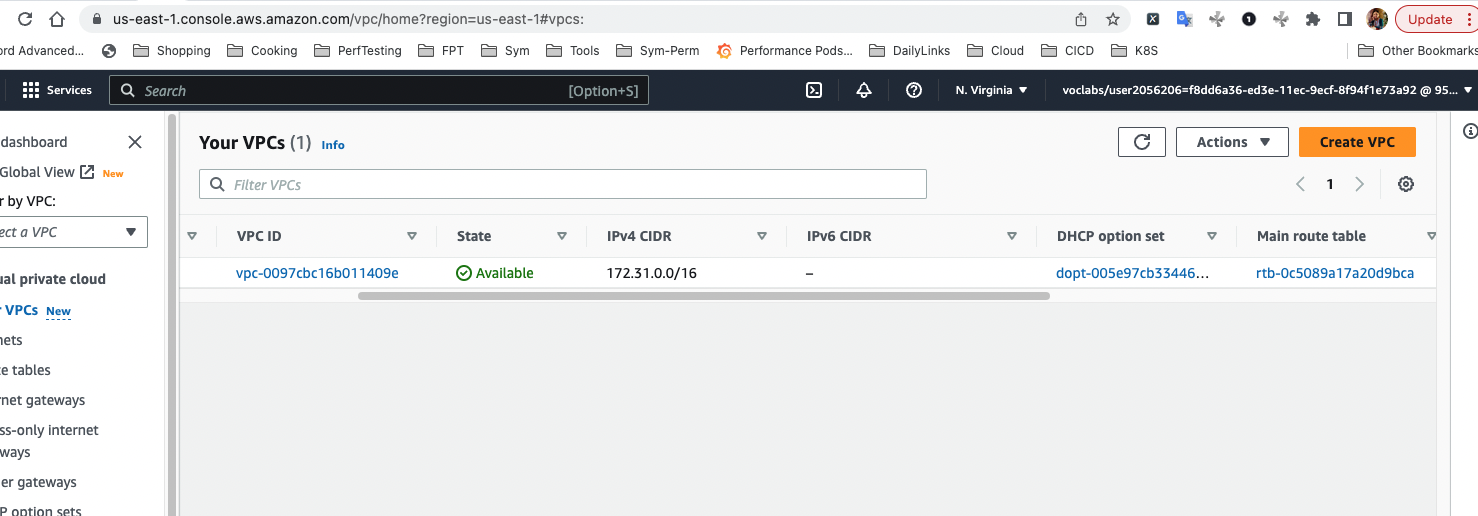 us-east-1.console.aws.amazon.com/vpc/home?region=us-east-1#vpcs:
Update
ord Advanced... Shopping Cooking PerfTesting FPT Sym Tools Sym-Perm Performance Pods... DailyLinks Cloud CICD K8S Other Bookmarks
Services Search [Option+S] N. Virginia voclabs/user2056206=f8dd6a36-ed3e-11ec-9ecf-8f94f1e73a92 @ 95...
dashboard
Global View New
r by VPC:
ect a VPC
ual private cloud
r VPCs New
nets
te tables
rnet gateways
ss-only internet
ways
er gateways
P option sets
Your VPCs (1) Info
Actions Create VPC
Filter VPCs
1
VPC ID State IPv4 CIDR IPv6 CIDR DHCP option set Main route table
vpc-0097cbc16b011409e Available 172.31.0.0/16 – dopt-005e97cb33446... rtb-0c5089a17a20d9bca